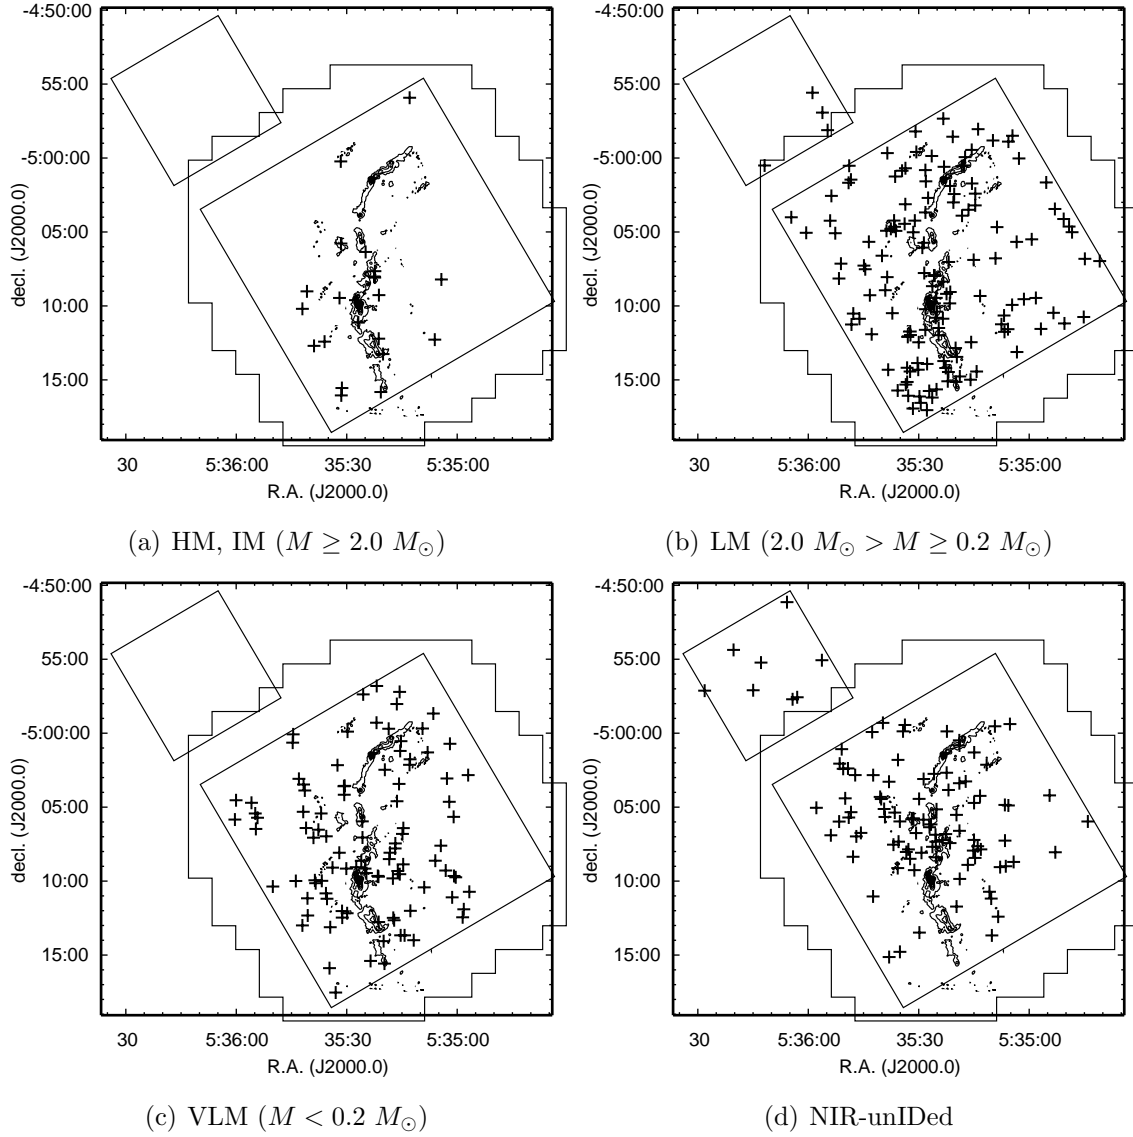 -4:50:00
55:00
-5:00:00
05:00
10:00
15:00
decl. (J2000.0)
30 5:36:00 35:30 5:35:00
R.A. (J2000.0)
(a) HM, IM (M ≥ 2.0 M⊙)
-4:50:00
55:00
-5:00:00
05:00
10:00
15:00
decl. (J2000.0)
30 5:36:00 35:30 5:35:00
R.A. (J2000.0)
(b) LM (2.0 M⊙ > M ≥ 0.2 M⊙)
-4:50:00
55:00
-5:00:00
05:00
10:00
15:00
decl. (J2000.0)
30 5:36:00 35:30 5:35:00
R.A. (J2000.0)
(c) VLM (M < 0.2 M⊙)
-4:50:00
55:00
-5:00:00
05:00
10:00
15:00
decl. (J2000.0)
30 5:36:00 35:30 5:35:00
R.A. (J2000.0)
(d) NIR-unIDed